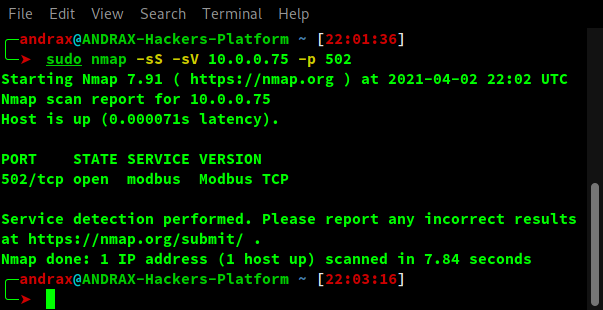 File Edit View Search Terminal Help
andrax@ANDRAX-Hackers-Platform ~ [22:01:36]
sudo nmap -sS -sV 10.0.0.75 -p 502
Starting Nmap 7.91 ( https://nmap.org ) at 2021-04-02 22:02 UTC
Nmap scan report for 10.0.0.75
Host is up (0.000071s latency).
PORT    STATE SERVICE VERSION
502/tcp open  modbus  Modbus TCP
Service detection performed. Please report any incorrect results
at https://nmap.org/submit/ .
Nmap done: 1 IP address (1 host up) scanned in 7.84 seconds
andrax@ANDRAX-Hackers-Platform ~ [22:03:16]